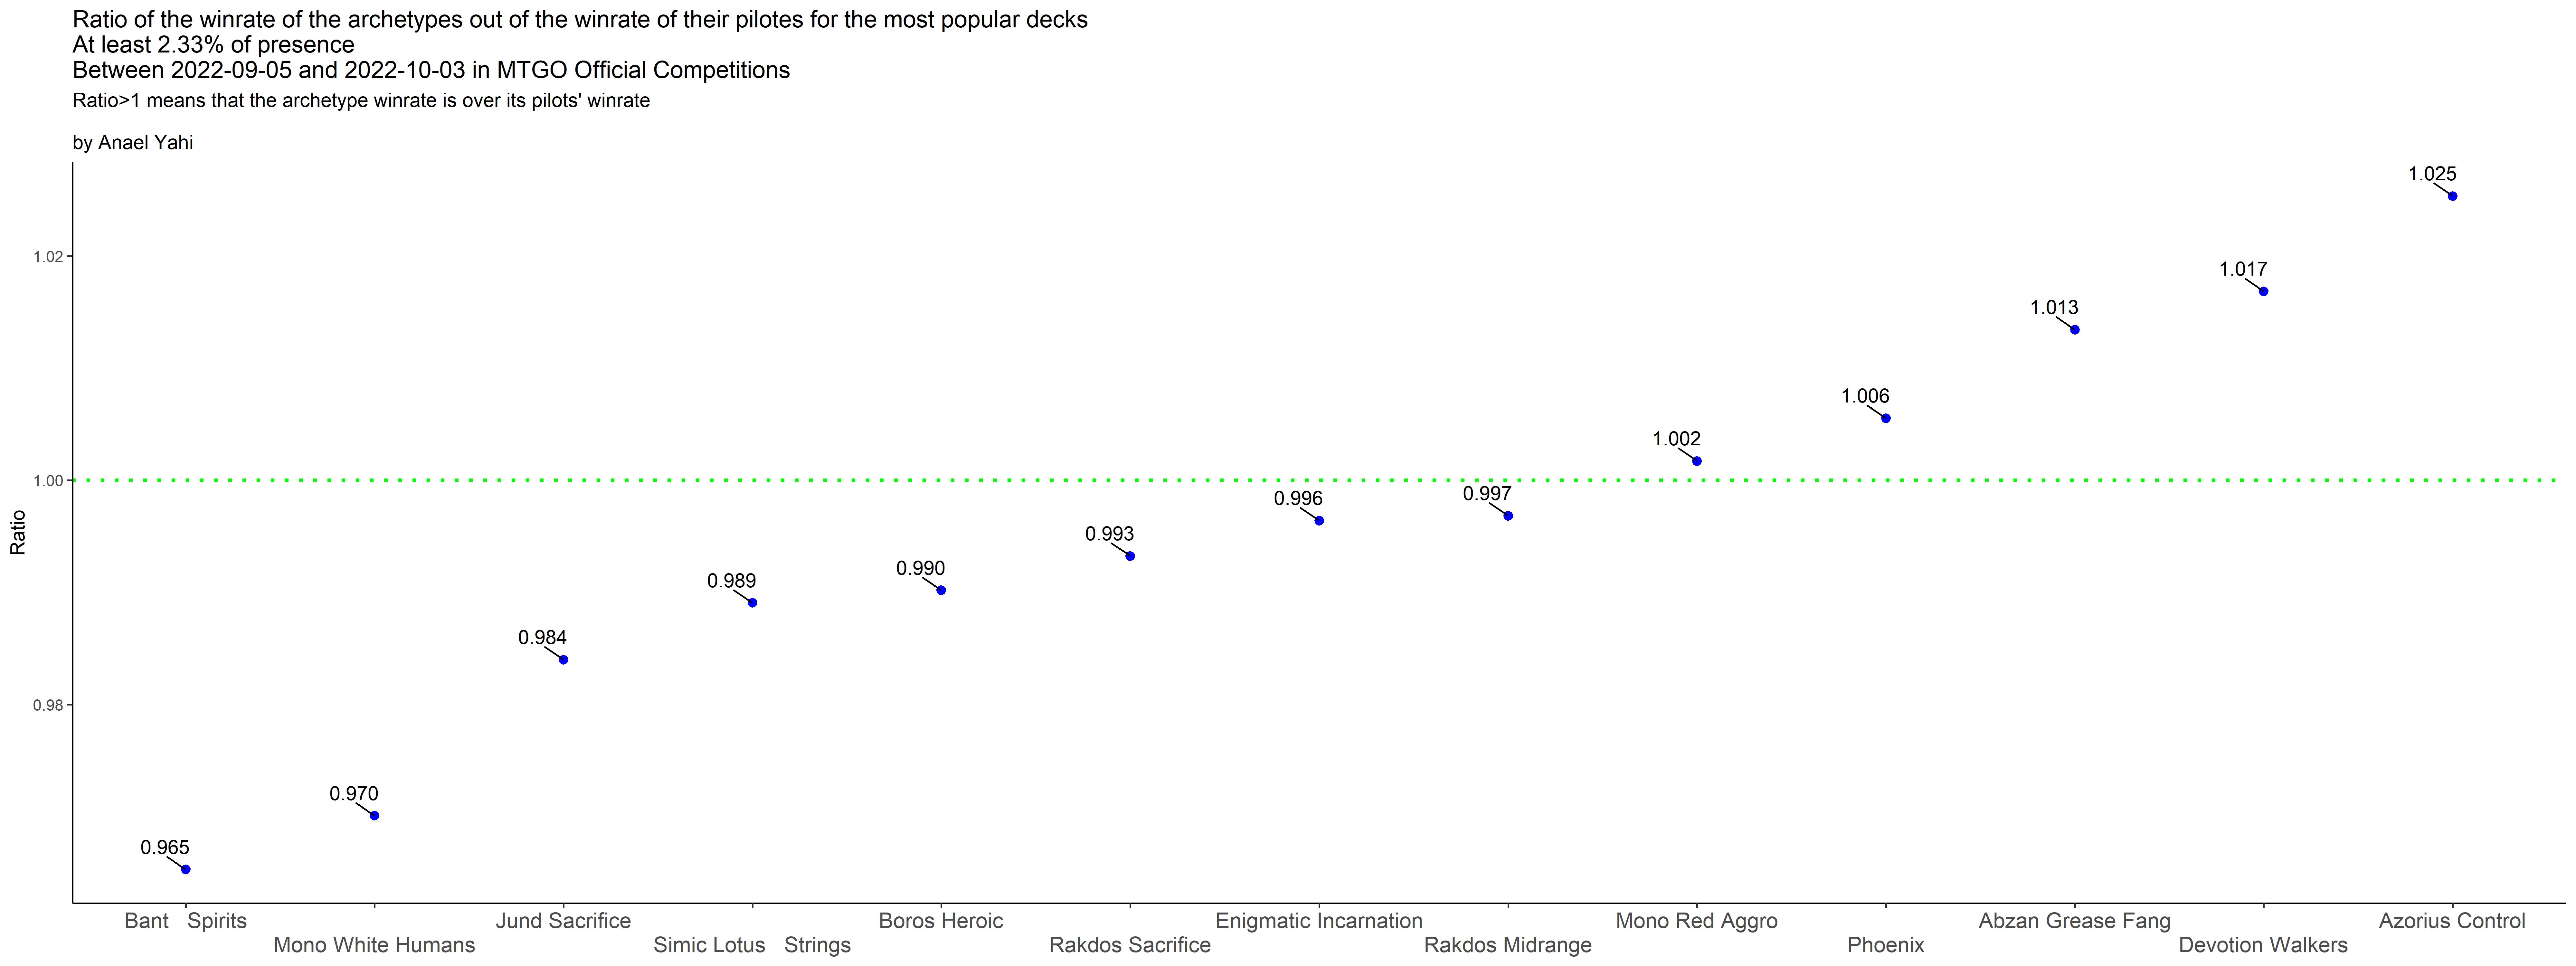 Ratio of the winrate of the archetypes out of the winrate of their pilotes for the most popular decks
At least 2.33% of presence
Between 2022-09-05 and 2022-10-03 in MTGO Official Competitions
Ratio>1 means that the archetype winrate is over its pilots' winrate
by Anael Yahi
1.025
1.02
1.017
1.013
1.006
1.002
1.00
0.997
0.996
0.993
0.990
0.989
0.984
0.98
0.970
0.965
Ratio
Bant Spirits
Mono White Humans
Jund Sacrifice
Simic Lotus Strings
Boros Heroic
Rakdos Sacrifice
Enigmatic Incarnation
Rakdos Midrange
Mono Red Aggro
Phoenix
Abzan Grease Fang
Devotion Walkers
Azorius Control